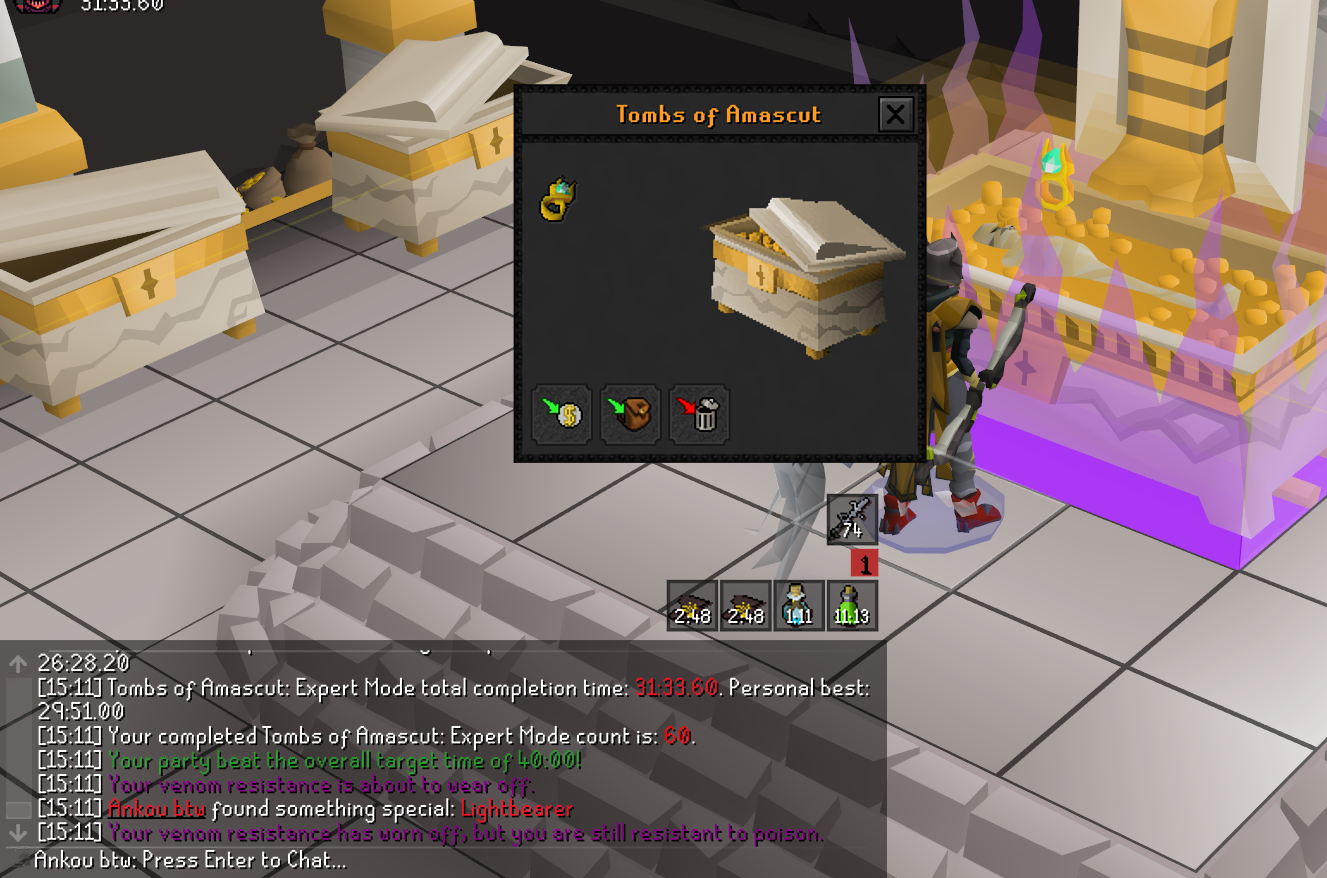 31:33.60
Tombs of Amascut
74
1
2:48
2:48
1:11
11:13
26:28.20
[15:11] Tombs of Amascut: Expert Mode total completion time: 31:33.60. Personal best:
29:51.00
[15:11] Your completed Tombs of Amascut: Expert Mode count is: 60.
[15:11] Your party beat the overall target time of 40:00!
[15:11] Your venom resistance is about to wear off.
[15:11] Ankou btw found something special: Lightbearer
[15:11] Your venom resistance has worn off, but you are still resistant to poison.
Ankou btw: Press Enter to Chat...